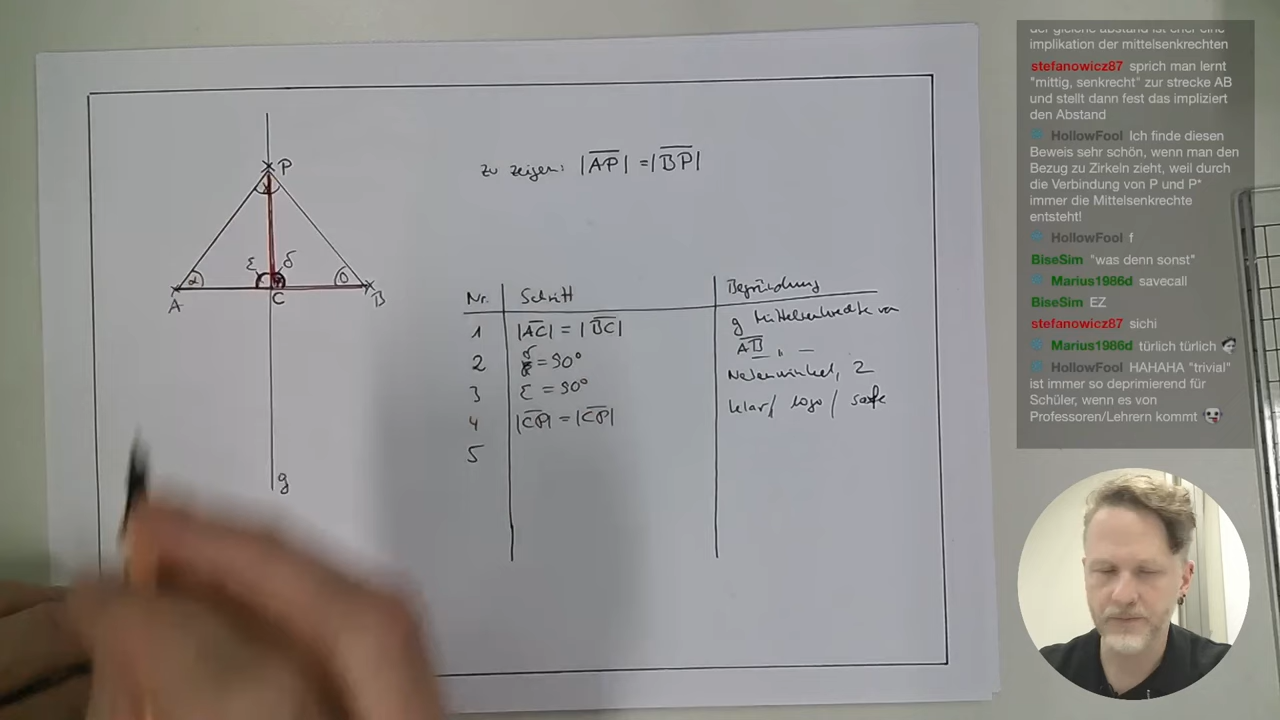 P
ε
δ
α
A
C
B
g
zu zeigen: |AP| = |BP|
Nr. Schritt Begründung
1 |AC| = |BC| g Mittelsenkrechte von AB
2 δ = 90° — " —
3 ε = 90° Nebenwinkel, 2
4 |CP| = |CP| klar / logo /
5
der gleiche abstand ist eher eine
implikation der mittelsenkrechten
stefanowicz87 sprich man lernt
"mittig, senkrecht" zur strecke AB
und stellt dann fest das impliziert
den Abstand
HollowFool Ich finde diesen
Beweis sehr schön, wenn man den
Bezug zu Zirkeln zieht, weil durch
die Verbindung von P und P*
immer die Mittelsenkrechte
entsteht!
HollowFool f
BiseSim "was denn sonst"
Marius1986d savecall
BiseSim EZ
stefanowicz87 sichi
Marius1986d türlich türlich
HollowFool HAHAHA "trivial"
ist immer so deprimierend für
Schüler, wenn es von
Professoren/Lehrern kommt